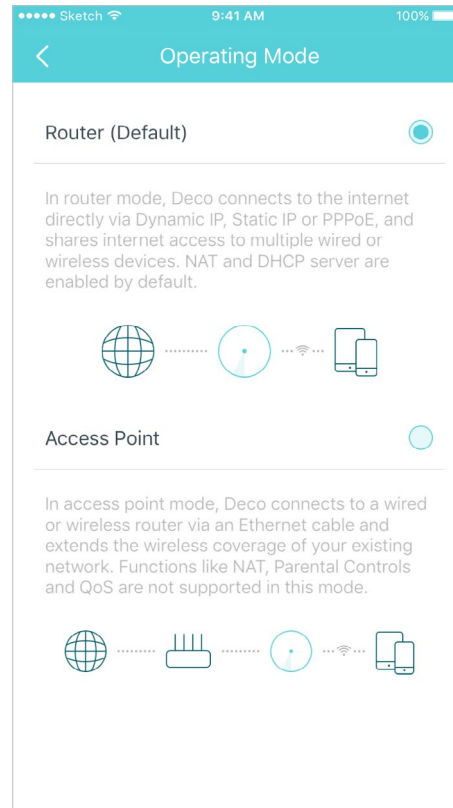 Sketch 9:41 AM 100%
Operating Mode
Router (Default)
In router mode, Deco connects to the internet
directly via Dynamic IP, Static IP or PPPoE, and
shares internet access to multiple wired or
wireless devices. NAT and DHCP server are
enabled by default.
Access Point
In access point mode, Deco connects to a wired
or wireless router via an Ethernet cable and
extends the wireless coverage of your existing
network. Functions like NAT, Parental Controls
and QoS are not supported in this mode.